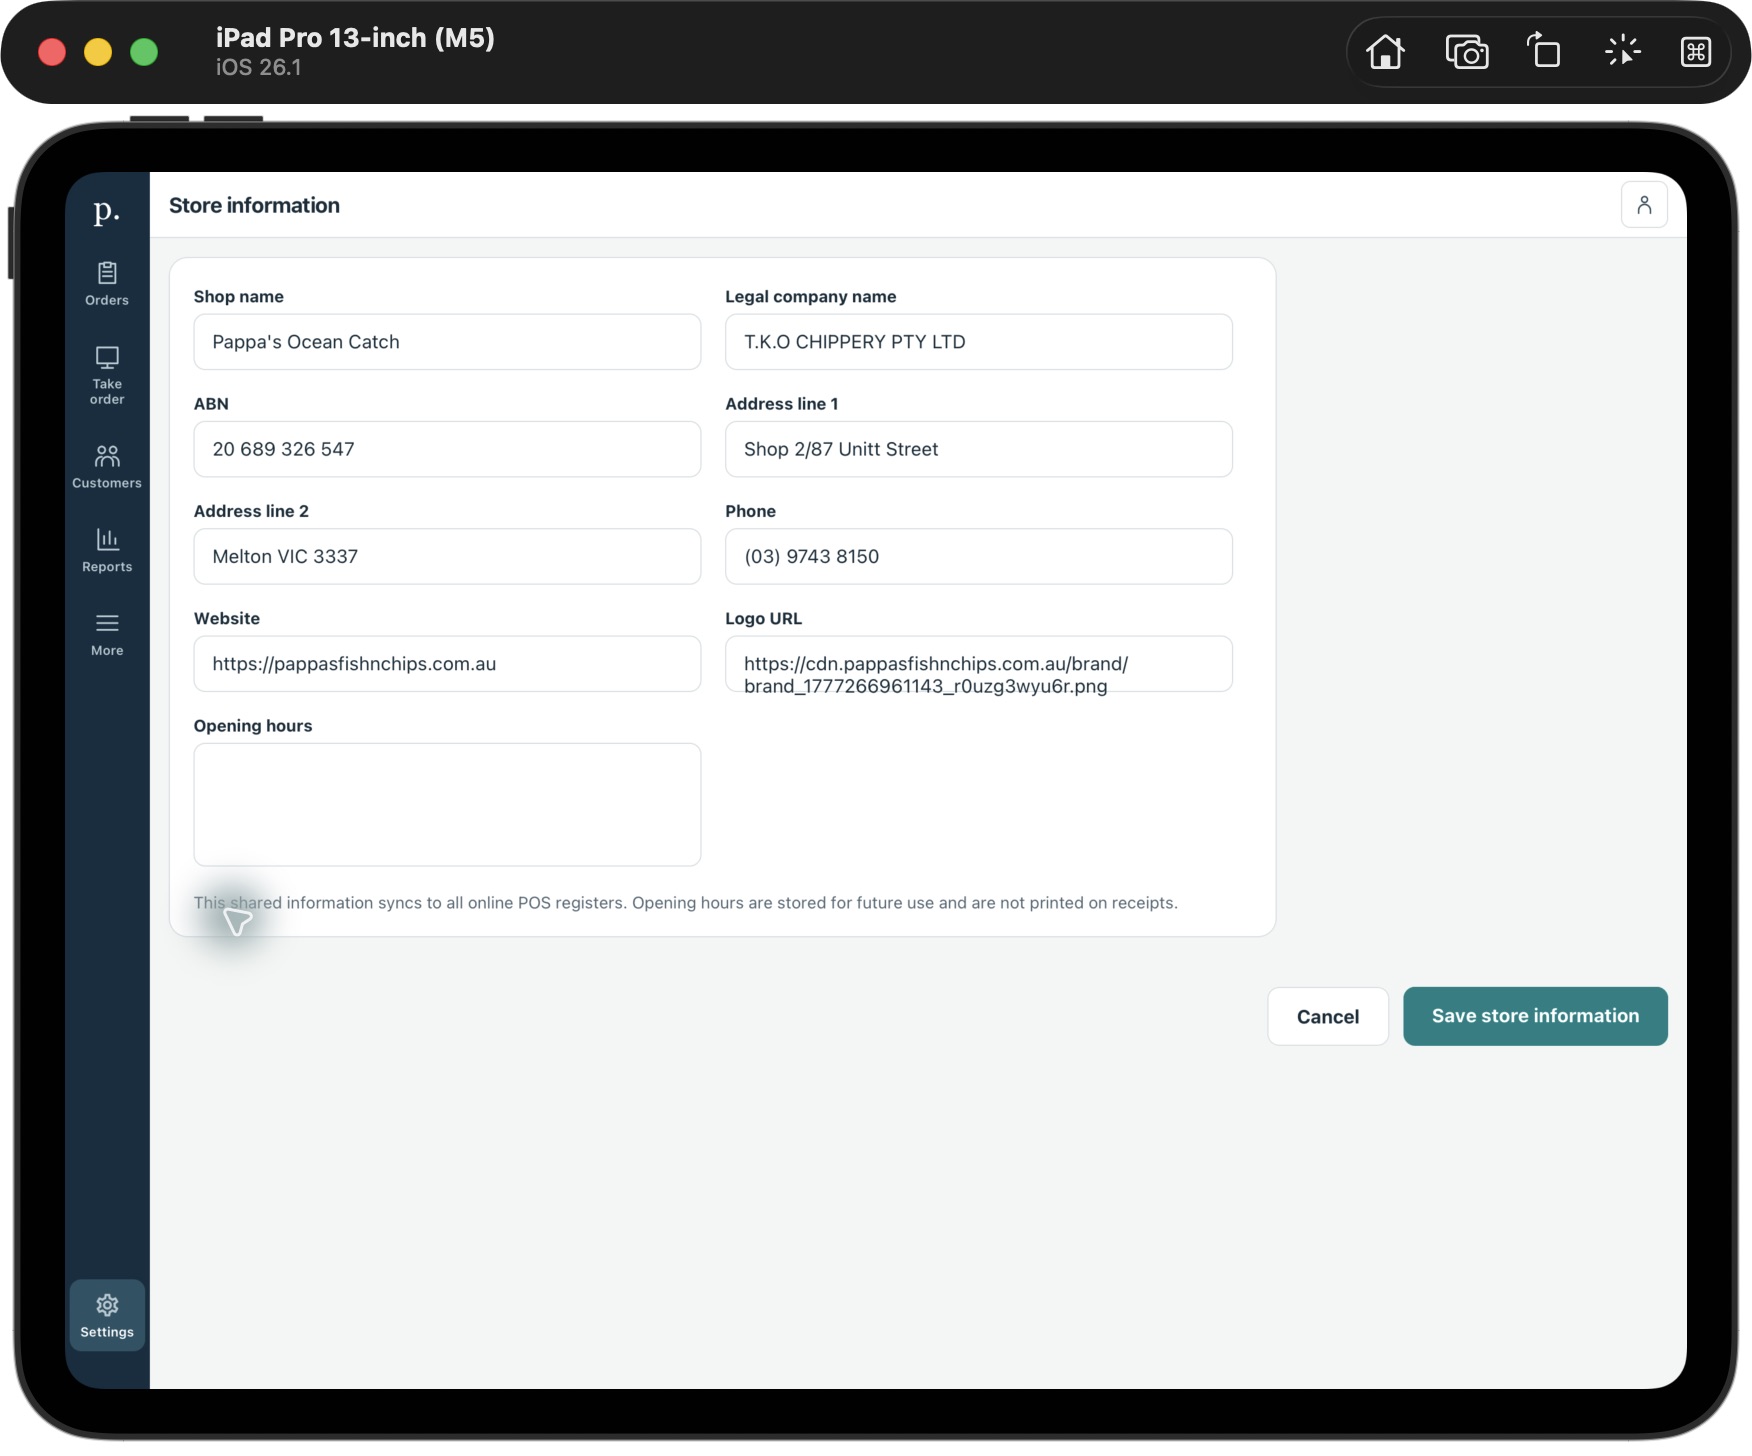 iPad Pro 13-inch (M5)
iOS 26.1
p.
Orders
Take
order
Customers
Reports
More
Settings
Store information
Shop name
Pappa's Ocean Catch
Legal company name
T.K.O CHIPPERY PTY LTD
ABN
20 689 326 547
Address line 1
Shop 2/87 Unitt Street
Address line 2
Melton VIC 3337
Phone
(03) 9743 8150
Website
https://pappasfishnchips.com.au
Logo URL
https://cdn.pappasfishnchips.com.au/brand/
brand_1777266961143_r0uzg3wyu6r.png
Opening hours
This shared information syncs to all online POS registers. Opening hours are stored for future use and are not printed on receipts.
Cancel
Save store information